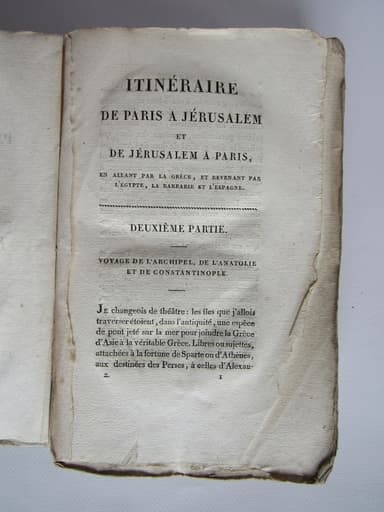 ITINÉRAIRE
DE PARIS A JÉRUSALEM
ET
DE JÉRUSALEM A PARIS,
EN ALLANT PAR LA GRÈCE, ET REVENANT PAR
L'ÉGYPTE, LA BARBARIE ET L'ESPAGNE.
DEUXIÈME PARTIE.
VOYAGE DE L'ARCHIPEL, DE L'ANATOLIE
ET DE CONSTANTINOPLE.
JE changeois de théâtre: les îles que j'allois
traverser étoient, dans l'antiquité, une espèce
de pont jeté sur la mer pour joindre la Grèce
d'Asie à la véritable Grèce. Libres ou sujettes,
attachées à la fortune de Sparte ou d'Athènes,
aux destinées des Perses, à celles d'Alexan-
2. 1